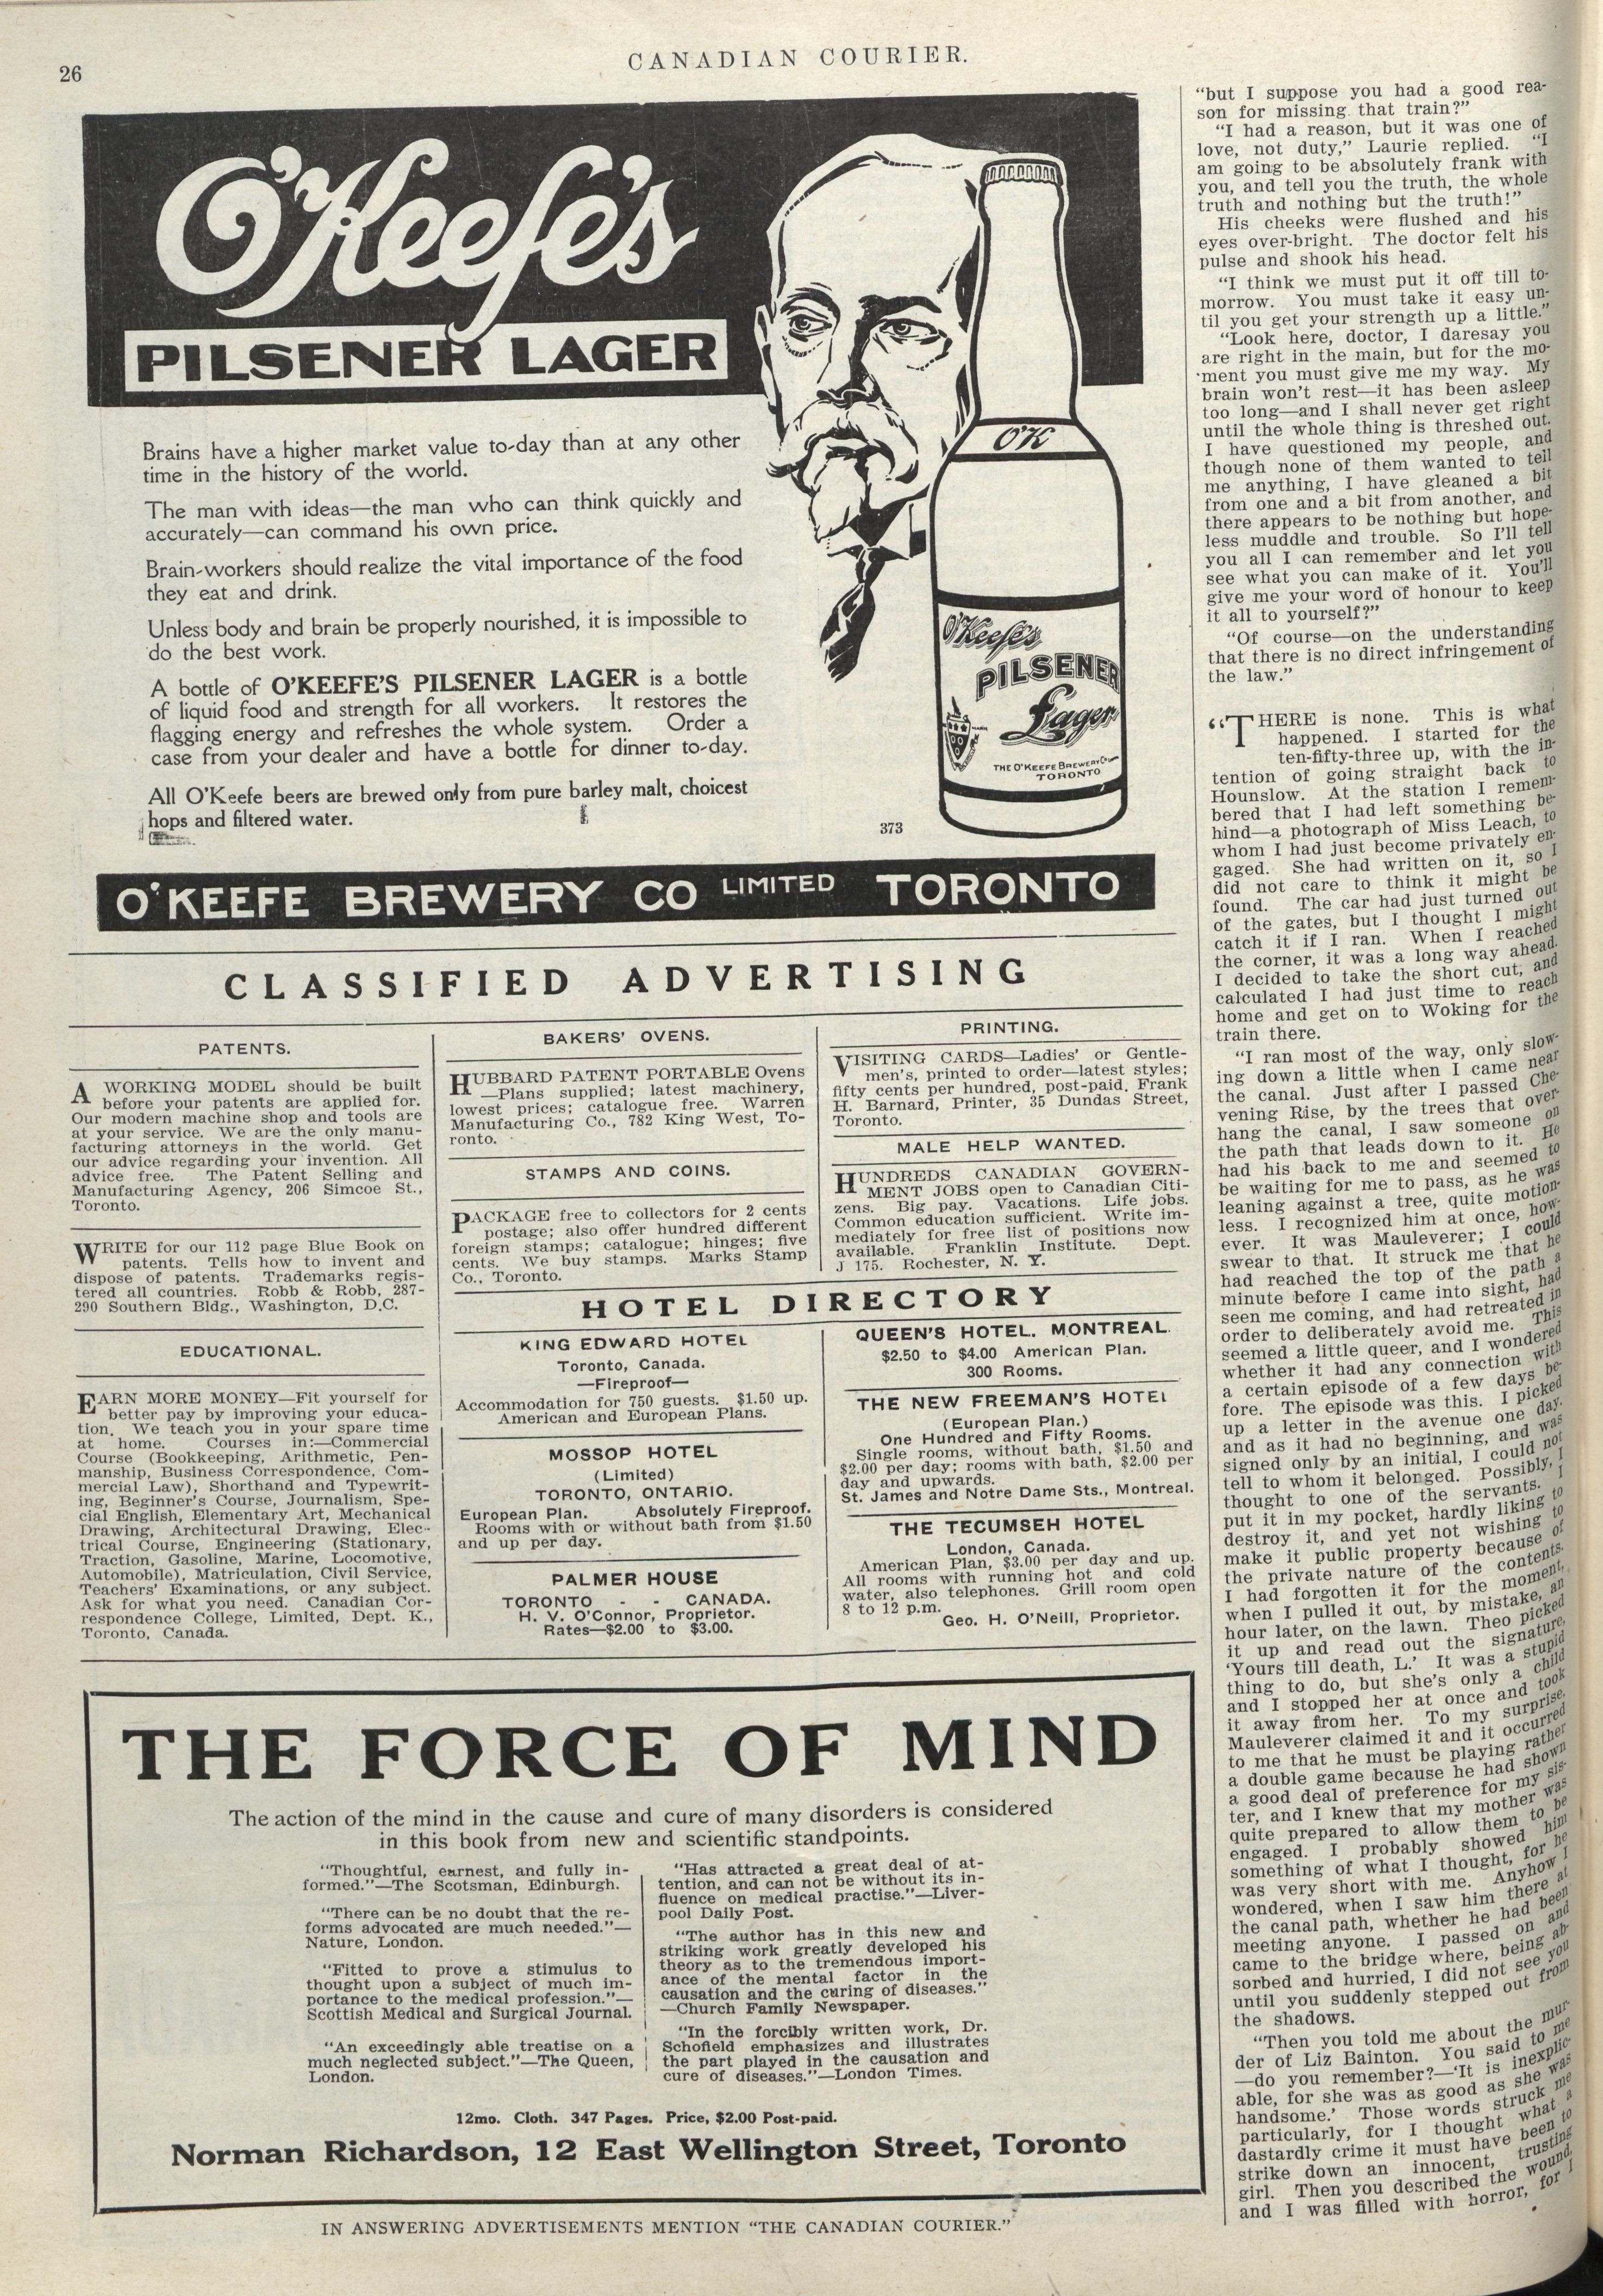 26
CANADIAN COURIER.
O'Keefe's
PILSENER LAGER
O'K
O'Keefe's
PILSENER
Lager
THE O'KEEFE BREWERY Co
TORONTO
Brains have a higher market value to-day than at any other
time in the history of the world.
The man with ideas—the man who can think quickly and
accurately—can command his own price.
Brain-workers should realize the vital importance of the food
they eat and drink.
Unless body and brain be properly nourished, it is impossible to
do the best work.
A bottle of O'KEEFE'S PILSENER LAGER is a bottle
of liquid food and strength for all workers. It restores the
flagging energy and refreshes the whole system. Order a
case from your dealer and have a bottle for dinner to-day.
All O'Keefe beers are brewed only from pure barley malt, choicest
hops and filtered water.
373
O'KEEFE BREWERY CO LIMITED TORONTO
CLASSIFIED ADVERTISING
PATENTS.
A WORKING MODEL should be built
before your patents are applied for.
Our modern machine shop and tools are
at your service. We are the only manu-
facturing attorneys in the world. Get
our advice regarding your invention. All
advice free. The Patent Selling and
Manufacturing Agency, 206 Simcoe St.,
Toronto.
WRITE for our 112 page Blue Book on
patents. Tells how to invent and
dispose of patents. Trademarks regis-
tered all countries. Robb & Robb, 287-
290 Southern Bldg., Washington, D.C.
EDUCATIONAL.
EARN MORE MONEY—Fit yourself for
better pay by improving your educa-
tion. We teach you in your spare time
at home. Courses in:—Commercial
Course (Bookkeeping, Arithmetic, Pen-
manship, Business Correspondence, Com-
mercial Law), Shorthand and Typewrit-
ing, Beginner's Course, Journalism, Spe-
cial English, Elementary Art, Mechanical
Drawing, Architectural Drawing, Elec-
trical Course, Engineering (Stationary,
Traction, Gasoline, Marine, Locomotive,
Automobile), Matriculation, Civil Service,
Teachers' Examinations, or any subject.
Ask for what you need. Canadian Cor-
respondence College, Limited, Dept. K.,
Toronto, Canada.
BAKERS' OVENS.
HUBBARD PATENT PORTABLE Ovens
—Plans supplied; latest machinery,
lowest prices; catalogue free. Warren
Manufacturing Co., 782 King West, To-
ronto.
STAMPS AND COINS.
PACKAGE free to collectors for 2 cents
postage; also offer hundred different
foreign stamps; catalogue; hinges; five
cents. We buy stamps. Marks Stamp
Co., Toronto.
PRINTING.
VISITING CARDS—Ladies' or Gentle-
men's, printed to order—latest styles;
fifty cents per hundred, post-paid. Frank
H. Barnard, Printer, 35 Dundas Street,
Toronto.
MALE HELP WANTED.
HUNDREDS CANADIAN GOVERN-
MENT JOBS open to Canadian Citi-
zens. Big pay. Vacations. Life jobs.
Common education sufficient. Write im-
mediately for free list of positions now
available. Franklin Institute. Dept.
J 175. Rochester, N. Y.
HOTEL DIRECTORY
KING EDWARD HOTEL
Toronto, Canada.
—Fireproof—
Accommodation for 750 guests. $1.50 up.
American and European Plans.
MOSSOP HOTEL
(Limited)
TORONTO, ONTARIO.
European Plan. Absolutely Fireproof.
Rooms with or without bath from $1.50
and up per day.
PALMER HOUSE
TORONTO - - CANADA.
H. V. O'Connor, Proprietor.
Rates—$2.00 to $3.00.
QUEEN'S HOTEL. MONTREAL.
$2.50 to $4.00 American Plan.
300 Rooms.
THE NEW FREEMAN'S HOTEL
(European Plan.)
One Hundred and Fifty Rooms.
Single rooms, without bath, $1.50 and
$2.00 per day; rooms with bath, $2.00 per
day and upwards.
St. James and Notre Dame Sts., Montreal.
THE TECUMSEH HOTEL
London, Canada.
American Plan, $3.00 per day and up.
All rooms with running hot and cold
water, also telephones. Grill room open
8 to 12 p.m.
Geo. H. O'Neill, Proprietor.
THE FORCE OF MIND
The action of the mind in the cause and cure of many disorders is considered
in this book from new and scientific standpoints.
"Thoughtful, earnest, and fully in-
formed."—The Scotsman, Edinburgh.
"There can be no doubt that the re-
forms advocated are much needed."—
Nature, London.
"Fitted to prove a stimulus to
thought upon a subject of much im-
portance to the medical profession."—
Scottish Medical and Surgical Journal.
"An exceedingly able treatise on a
much neglected subject."—The Queen,
London.
"Has attracted a great deal of at-
tention, and can not be without its in-
fluence on medical practise."—Liver-
pool Daily Post.
"The author has in this new and
striking work greatly developed his
theory as to the tremendous import-
ance of the mental factor in the
causation and the curing of diseases."
—Church Family Newspaper.
"In the forcibly written work, Dr.
Schofield emphasizes and illustrates
the part played in the causation and
cure of diseases."—London Times.
12mo. Cloth. 347 Pages. Price, $2.00 Post-paid.
Norman Richardson, 12 East Wellington Street, Toronto
IN ANSWERING ADVERTISEMENTS MENTION "THE CANADIAN COURIER."
"but I suppose you had a good rea-
son for missing that train?"
"I had a reason, but it was one of
love, not duty," Laurie replied. "I
am going to be absolutely frank with
you, and tell you the truth, the whole
truth and nothing but the truth!"
His cheeks were flushed and his
eyes over-bright. The doctor felt his
pulse and shook his head.
"I think we must put it off till to-
morrow. You must take it easy un-
til you get your strength up a little."
"Look here, doctor, I daresay you
are right in the main, but for the mo-
ment you must give me my way. My
brain won't rest—it has been asleep
too long—and I shall never get right
until the whole thing is threshed out.
I have questioned my people, and
though none of them wanted to tell
me anything, I have gleaned a bit
from one and a bit from another, and
there appears to be nothing but hope-
less muddle and trouble. So I'll tell
you all I can remember and let you
see what you can make of it. You'll
give me your word of honour to keep
it all to yourself?"
"Of course—on the understanding
that there is no direct infringement of
the law."
"THERE is none. This is what
happened. I started for the
ten-fifty-three up, with the in-
tention of going straight back to
Hounslow. At the station I remem-
bered that I had left something be-
hind—a photograph of Miss Leach, to
whom I had just become privately en-
gaged. She had written on it, so I
did not care to think it might be
found. The car had just turned out
of the gates, but I thought I might
catch it if I ran. When I reached
the corner, it was a long way ahead.
I decided to take the short cut, and
calculated I had just time to reach
home and get on to Woking for the
train there.
"I ran most of the way, only slow-
ing down a little when I came near
the canal. Just after I passed Che-
vening Rise, by the trees that over-
hang the canal, I saw someone on
the path that leads down to it. He
had his back to me and seemed to
be waiting for me to pass, as he was
leaning against a tree, quite motion-
less. I recognized him at once, how-
ever. It was Mauleverer; I could
swear to that. It struck me that he
had reached the top of the path a
minute before I came into sight, had
seen me coming, and had retreated in
order to deliberately avoid me. This
seemed a little queer, and I wondered
whether it had any connection with
a certain episode of a few days be-
fore. The episode was this. I picked
up a letter in the avenue one day,
and as it had no beginning, and was
signed only by an initial, I could not
tell to whom it belonged. Possibly, I
thought to one of the servants. I
put it in my pocket, hardly liking to
destroy it, and yet not wishing to
make it public property because of
the private nature of the contents.
I had forgotten it for the moment,
when I pulled it out, by mistake, an
hour later, on the lawn. Theo picked
it up and read out the signature,
'Yours till death, L.' It was a stupid
thing to do, but she's only a child
and I stopped her at once and took
it away from her. To my surprise,
Mauleverer claimed it and it occurred
to me that he must be playing rather
a double game because he had shown
a good deal of preference for my sis-
ter, and I knew that my mother was
quite prepared to allow them to be
engaged. I probably showed him
something of what I thought, for he
was very short with me. Anyhow I
wondered, when I saw him there at
the canal path, whether he had been
meeting anyone. I passed on and
came to the bridge where, being ab-
sorbed and hurried, I did not see you
until you suddenly stepped out from
the shadows.
"Then you told me about the mur-
der of Liz Bainton. You said to me
—do you remember?—'It is inexplic-
able, for she was as good as she was
handsome.' Those words struck me
particularly, for I thought what a
dastardly crime it must have been to
strike down an innocent, trusting
girl. Then you described the wound,
and I was filled with horror, for I